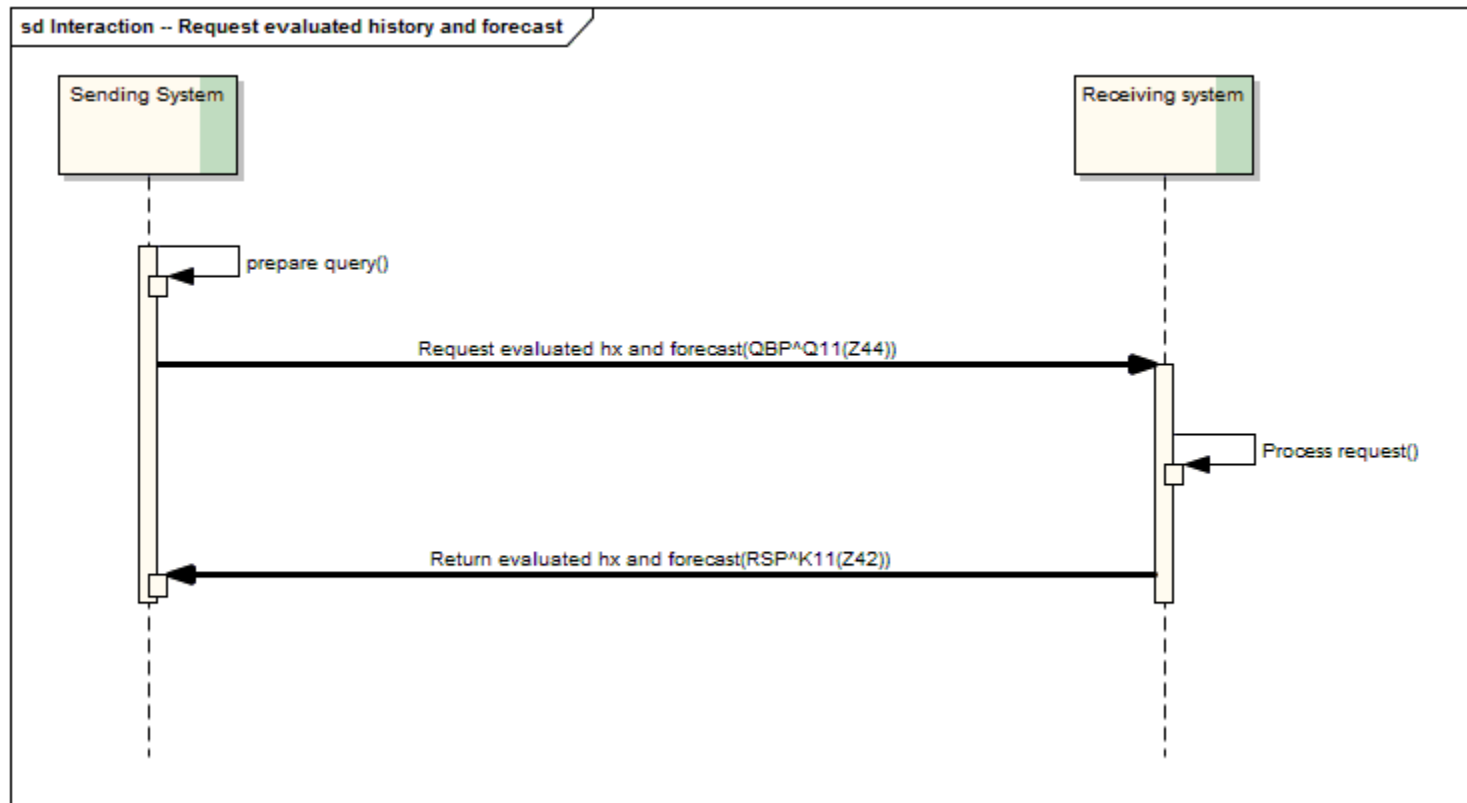 sd Interaction -- Request evaluated history and forecast
Sending System
Receiving system
prepare query()
Request evaluated hx and forecast(QBP^Q11(Z44))
Process request()
Return evaluated hx and forecast(RSP^K11(Z42))